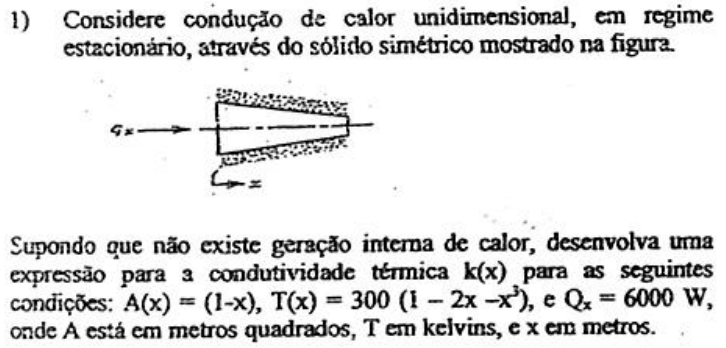 1) Considere condução de calor unidimensional, em regime
estacionário, através do sólido simétrico mostrado na figura.
qx
x
Supondo que não existe geração interna de calor, desenvolva uma
expressão para a condutividade térmica k(x) para as seguintes
condições: A(x) = (1-x), T(x) = 300 (1 – 2x –x³), e Qₓ = 6000 W,
onde A está em metros quadrados, T em kelvins, e x em metros.